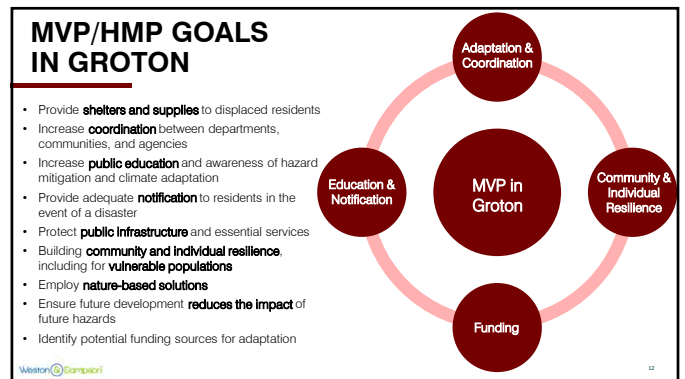 MVP/HMP GOALS
IN GROTON
• Provide shelters and supplies to displaced residents
• Increase coordination between departments,
communities, and agencies
• Increase public education and awareness of hazard
mitigation and climate adaptation
• Provide adequate notification to residents in the
event of a disaster
• Protect public infrastructure and essential services
• Building community and individual resilience,
including for vulnerable populations
• Employ nature-based solutions
• Ensure future development reduces the impact of
future hazards
• Identify potential funding sources for adaptation
Adaptation &
Coordination
Education &
Notification
MVP in
Groton
Community &
Individual
Resilience
Funding
Weston & Sampson
12